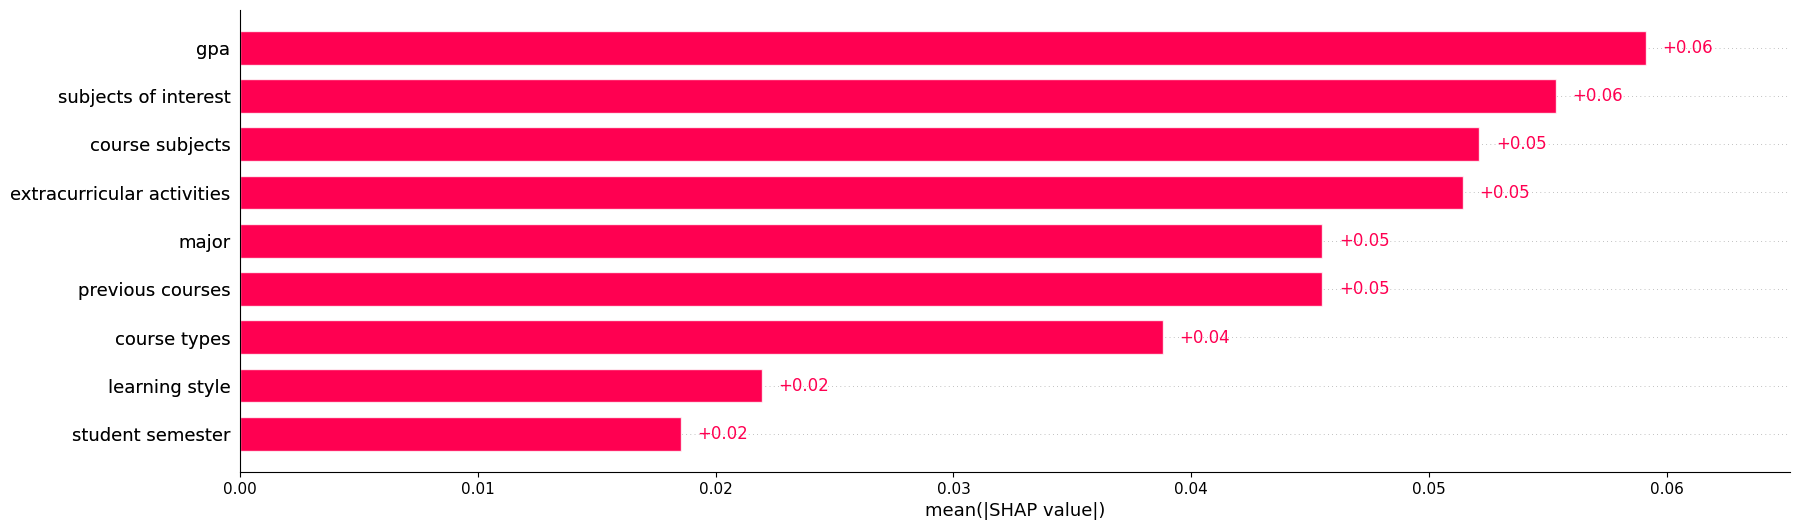 gpa +0.06
subjects of interest +0.06
course subjects +0.05
extracurricular activities +0.05
major +0.05
previous courses +0.05
course types +0.04
learning style +0.02
student semester +0.02
0.00 0.01 0.02 0.03 0.04 0.05 0.06
mean(|SHAP value|)